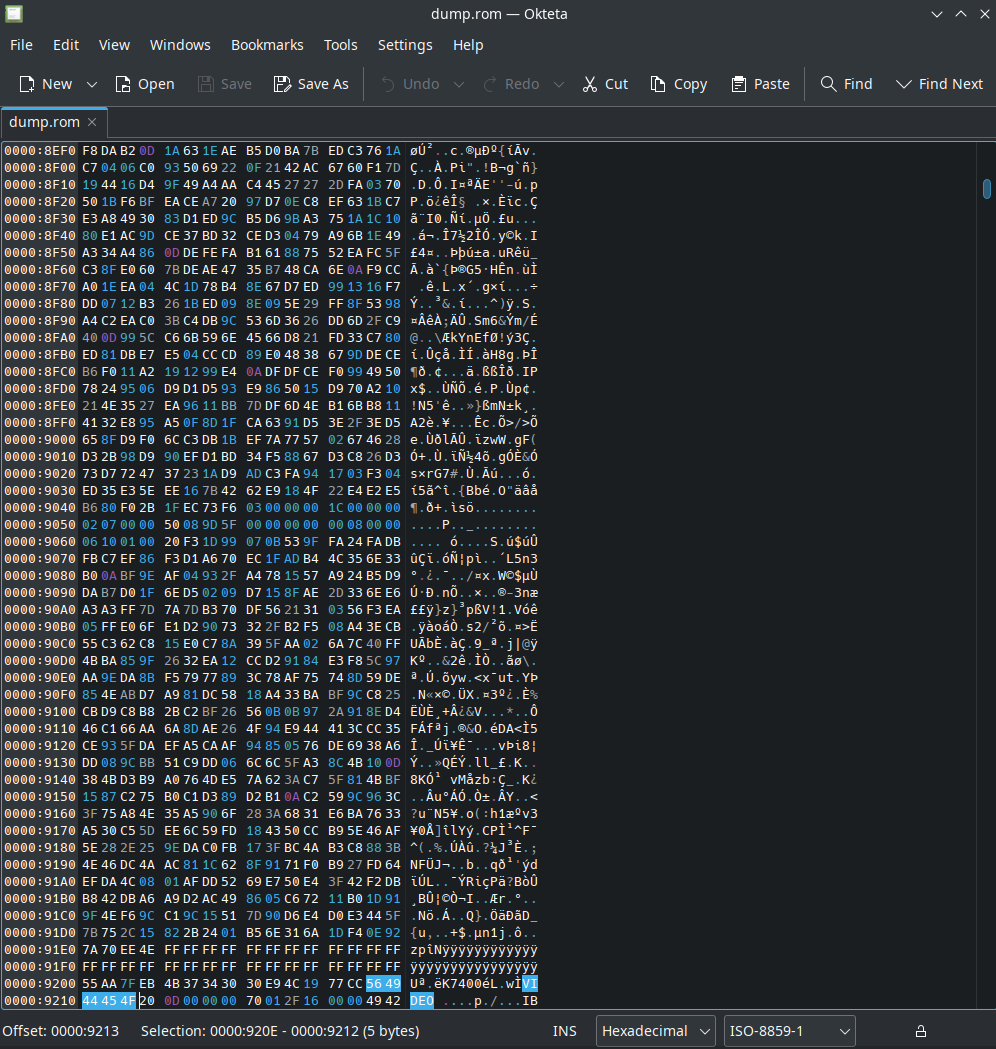 dump.rom — Okteta
File Edit View Windows Bookmarks Tools Settings Help
New Open Save Save As Undo Redo Cut Copy Paste Find Find Next
dump.rom
0000:8EF0 F8 DA B2 0D 1A 63 1E AE B5 D0 BA 7B ED C3 76 1A øÚ²..c.®µÐº{íÃv.
0000:8F00 C7 04 06 C0 93 50 69 22 0F 21 42 AC 67 60 F1 7D Ç..À.Pi".!B¬g`ñ}
0000:8F10 19 44 16 D4 9F 49 A4 AA C4 45 27 27 2D FA 03 70 .D.Ô.I¤ªÄE''-ú.p
0000:8F20 50 1B F6 BF EA CE A7 20 97 D7 0E C8 EF 63 1B C7 P.ö¿êÎ§ .×.Èïc.Ç
0000:8F30 E3 A8 49 30 83 D1 ED 9C B5 D6 9B A3 75 1A 1C 10 ã¨I0.Ñí.µÖ.£u...
0000:8F40 80 E1 AC 9D CE 37 BD 32 CE D3 04 79 A9 6B 1E 49 .á¬.Î7½2ÎÓ.y©k.I
0000:8F50 A3 34 A4 86 0D DE FE FA B1 61 88 75 52 EA FC 5F £4¤..Þþú±a.uRêü_
0000:8F60 C3 8F E0 60 7B DE AE 47 35 B7 48 CA 6E 0A F9 CC Ã.à`{Þ®G5·HÊn.ùÌ
0000:8F70 A0 1E EA 04 4C 1D 78 B4 8E 67 D7 ED 99 13 16 F7 .ê.L.x´.g×í...÷
0000:8F80 DD 07 12 B3 26 1B ED 09 8E 09 5E 29 FF 8F 53 98 Ý..³&.í...^)ÿ.S.
0000:8F90 A4 C2 EA C0 3B C4 DB 9C 53 6D 36 26 DD 6D 2F C9 ¤ÂêÀ;ÄÛ.Sm6&Ým/É
0000:8FA0 40 0D 99 5C C6 6B 59 6E 45 66 D8 21 FD 33 C7 80 @..\ÆkYnEfØ!ý3Ç.
0000:8FB0 ED 81 DB E7 E5 04 CC CD 89 E0 48 38 67 9D DE CE í.Ûçå.ÌÍ.àH8g.ÞÎ
0000:8FC0 B6 F0 11 A2 19 12 99 E4 0A DF DF CE F0 99 49 50 ¶ð.¢...ä.ßßÎð.IP
0000:8FD0 78 24 95 06 D9 D1 D5 93 E9 86 50 15 D9 70 A2 10 x$..ÙÑÕ.é.P.Ùp¢.
0000:8FE0 21 4E 35 27 EA 96 11 BB 7D DF 6D 4E B1 6B B8 11 !N5'ê..»}ßmN±k¸.
0000:8FF0 41 32 E8 95 A5 0F 8D 1F CA 63 91 D5 3E 2F 3E D5 A2è.¥...Êc.Õ>/>Õ
0000:9000 65 8F D9 F0 6C C3 DB 1B EF 7A 77 57 02 67 46 28 e.ÙðlÃÛ.ïzwW.gF(
0000:9010 D3 2B 98 D9 90 EF D1 BD 34 F5 88 67 D3 C8 26 D3 Ó+.Ù.ïÑ½4õ.gÓÈ&Ó
0000:9020 73 D7 72 47 37 23 1A D9 AD C3 FA 94 17 03 F3 04 s×rG7#.Ù.Ãú...ó.
0000:9030 ED 35 E3 5E EE 16 7B 42 62 E9 18 4F 22 E4 E2 E5 í5ã^î.{Bbé.O"äâå
0000:9040 B6 80 F0 2B 1F EC 73 F6 03 00 00 00 1C 00 00 00 ¶.ð+.ìsö........
0000:9050 02 07 00 00 50 08 9D 5F 00 00 00 00 00 08 00 00 ....P.._........
0000:9060 06 10 01 00 20 F3 1D 99 07 0B 53 9F FA 24 FA DB .... ó....S.ú$úÛ
0000:9070 FB C7 EF 86 F3 D1 A6 70 EC 1F AD B4 4C 35 6E 33 ûÇï.óÑ¦pì..´L5n3
0000:9080 B0 0A BF 9E AF 04 93 2F A4 78 15 57 A9 24 B5 D9 °.¿.¯../¤x.W©$µÙ
0000:9090 DA B7 D0 1F 6E D5 02 09 D7 15 8F AE 2D 33 6E E6 Ú·Ð.nÕ..×..®-3næ
0000:90A0 A3 A3 FF 7D 7A 7D B3 70 DF 56 21 31 03 56 F3 EA ££ÿ}z}³pßV!1.Vóê
0000:90B0 05 FF E0 6F E1 D2 90 73 32 2F B2 F5 08 A4 3E CB .ÿàoáÒ.s2/²õ.¤>Ë
0000:90C0 55 C3 62 C8 15 E0 C7 8A 39 5F AA 02 6A 7C 40 FF UÃbÈ.àÇ.9_ª.j|@ÿ
0000:90D0 4B BA 85 9F 26 32 EA 12 CC D2 91 84 E3 F8 5C 97 Kº..&2ê.ÌÒ..ãø\.
0000:90E0 AA 9E DA 8B F5 79 77 89 3C 78 AF 75 74 8D 59 DE ª.Ú.õyw.<x¯ut.YÞ
0000:90F0 85 4E AB D7 A9 81 DC 58 18 A4 33 BA BF 9C C8 25 .N«×©.ÜX.¤3º¿.È%
0000:9100 CB D9 C8 B8 2B C2 BF 26 56 0B 0B 97 2A 91 8E D4 ËÙÈ¸+Â¿&V...*..Ô
0000:9110 46 C1 66 AA 6A 8D AE 26 4F 94 E9 44 41 3C CC 35 FÁfªj.®&O.éDA<Ì5
0000:9120 CE 93 5F DA EF A5 CA AF 94 85 05 76 DE 69 38 A6 Î._Úï¥Ê¯...vÞi8¦
0000:9130 DD 08 9C BB 51 C9 DD 06 6C 6C 5F A3 8C 4B 10 0D Ý..»QÉÝ.ll_£.K..
0000:9140 38 4B D3 B9 A0 76 4D E5 7A 62 3A C7 5F 81 4B BF 8KÓ¹ vMåzb:Ç_.K¿
0000:9150 15 87 C2 75 B0 C1 D3 89 D2 B1 0A C2 59 9C 96 3C ..Âu°ÁÓ.Ò±.ÂY..<
0000:9160 3F 75 A8 4E 35 A5 90 6F 28 3A 68 31 E6 BA 76 33 ?u¨N5¥.o(:h1æºv3
0000:9170 A5 30 C5 5D EE 6C 59 FD 18 43 50 CC B9 5E 46 AF ¥0Å]îlYý.CPÌ¹^F¯
0000:9180 5E 28 2E 25 9E DA C0 FB 17 3F BC 4A B3 C8 88 3B ^(.%.ÚÀû.?¼J³È.;
0000:9190 4E 46 DC 4A AC 81 1C 62 8F 91 71 F0 B9 27 FD 64 NFÜJ¬..b..qð¹'ýd
0000:91A0 EF DA 4C 08 01 AF DD 52 69 E7 50 E4 3F 42 F2 DB ïÚL..¯ÝRiçPä?BòÛ
0000:91B0 B8 42 DB A6 A9 D2 AC 49 86 05 C6 72 11 B0 1D 91 ¸BÛ¦©Ò¬I..Ær.°..
0000:91C0 9F 4E F6 9C C1 9C 15 51 7D 90 D6 E4 D0 E3 44 5F .Nö.Á..Q}.ÖäÐãD_
0000:91D0 7B 75 2C 15 82 2B 24 01 B5 6E 31 6A 1D F4 0E 92 {u,..+$.µn1j.ô..
0000:91E0 7A 70 EE 4E FF FF FF FF FF FF FF FF FF FF FF FF zpîNÿÿÿÿÿÿÿÿÿÿÿÿ
0000:91F0 FF FF FF FF FF FF FF FF FF FF FF FF FF FF FF FF ÿÿÿÿÿÿÿÿÿÿÿÿÿÿÿÿ
0000:9200 55 AA 7F EB 4B 37 34 30 30 E9 4C 19 77 CC 56 49 Uª.ëK7400éL.wÌVI
0000:9210 44 45 4F 20 0D 00 00 00 70 01 2F 16 00 00 49 42 DEO ....p./...IB
Offset: 0000:9213 Selection: 0000:920E - 0000:9212 (5 bytes) INS Hexadecimal ISO-8859-1